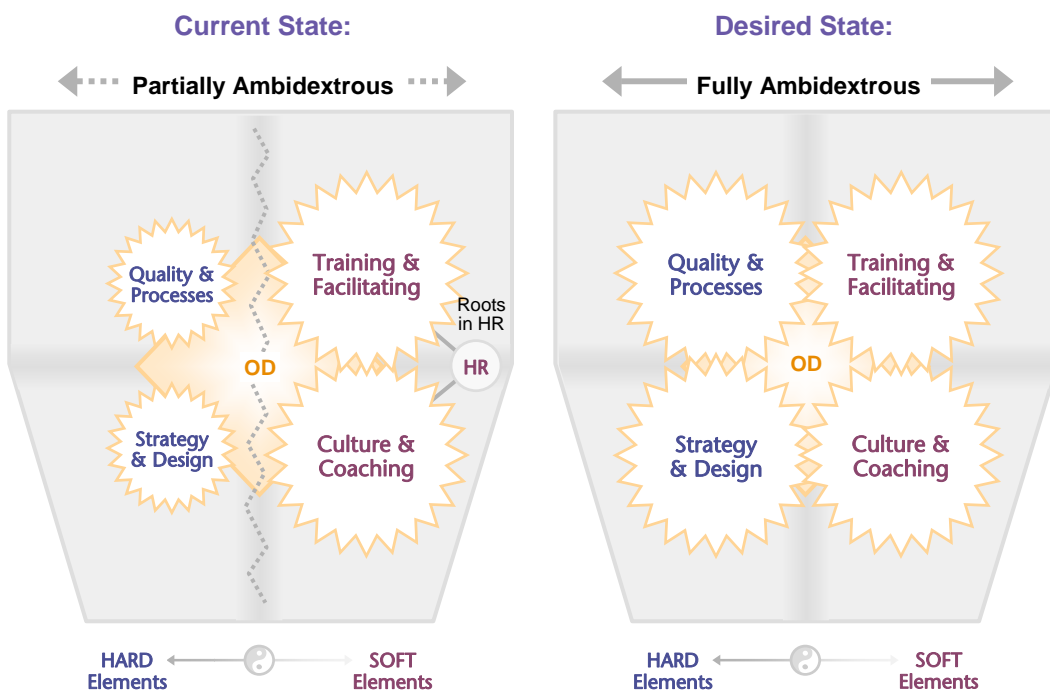 Current State:
Partially Ambidextrous
Quality &
Processes
Training &
Facilitating
Roots
in HR
OD
HR
Strategy
& Design
Culture &
Coaching
HARD
Elements
SOFT
Elements
Desired State:
Fully Ambidextrous
Quality &
Processes
Training &
Facilitating
OD
Strategy
& Design
Culture &
Coaching
HARD
Elements
SOFT
Elements